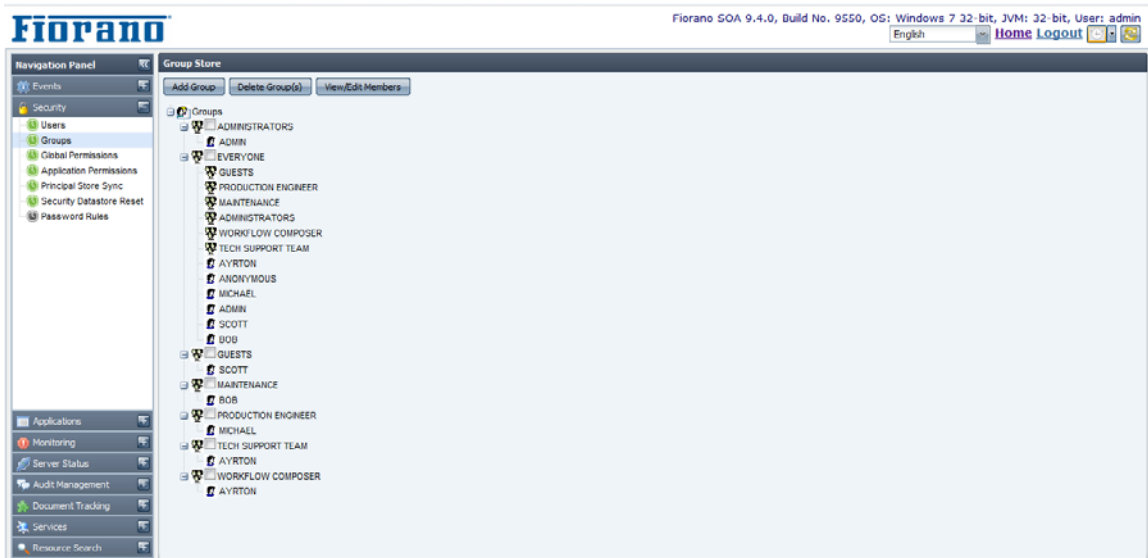 Fiorano
Fiorano SOA 9.4.0, Build No. 9550, OS: Windows 7 32-bit, JVM: 32-bit, User: admin
English Home Logout
Navigation Panel
Events
Security
Users
Groups
Global Permissions
Application Permissions
Principal Store Sync
Security Datastore Reset
Password Rules
Applications
Monitoring
Server Status
Audit Management
Document Tracking
Services
Resource Search
Group Store
Add Group Delete Group(s) View/Edit Members
Groups
ADMINISTRATORS
ADMIN
EVERYONE
GUESTS
PRODUCTION ENGINEER
MAINTENANCE
ADMINISTRATORS
WORKFLOW COMPOSER
TECH SUPPORT TEAM
AYRTON
ANONYMOUS
MICHAEL
ADMIN
SCOTT
BOB
GUESTS
SCOTT
MAINTENANCE
BOB
PRODUCTION ENGINEER
MICHAEL
TECH SUPPORT TEAM
AYRTON
WORKFLOW COMPOSER
AYRTON